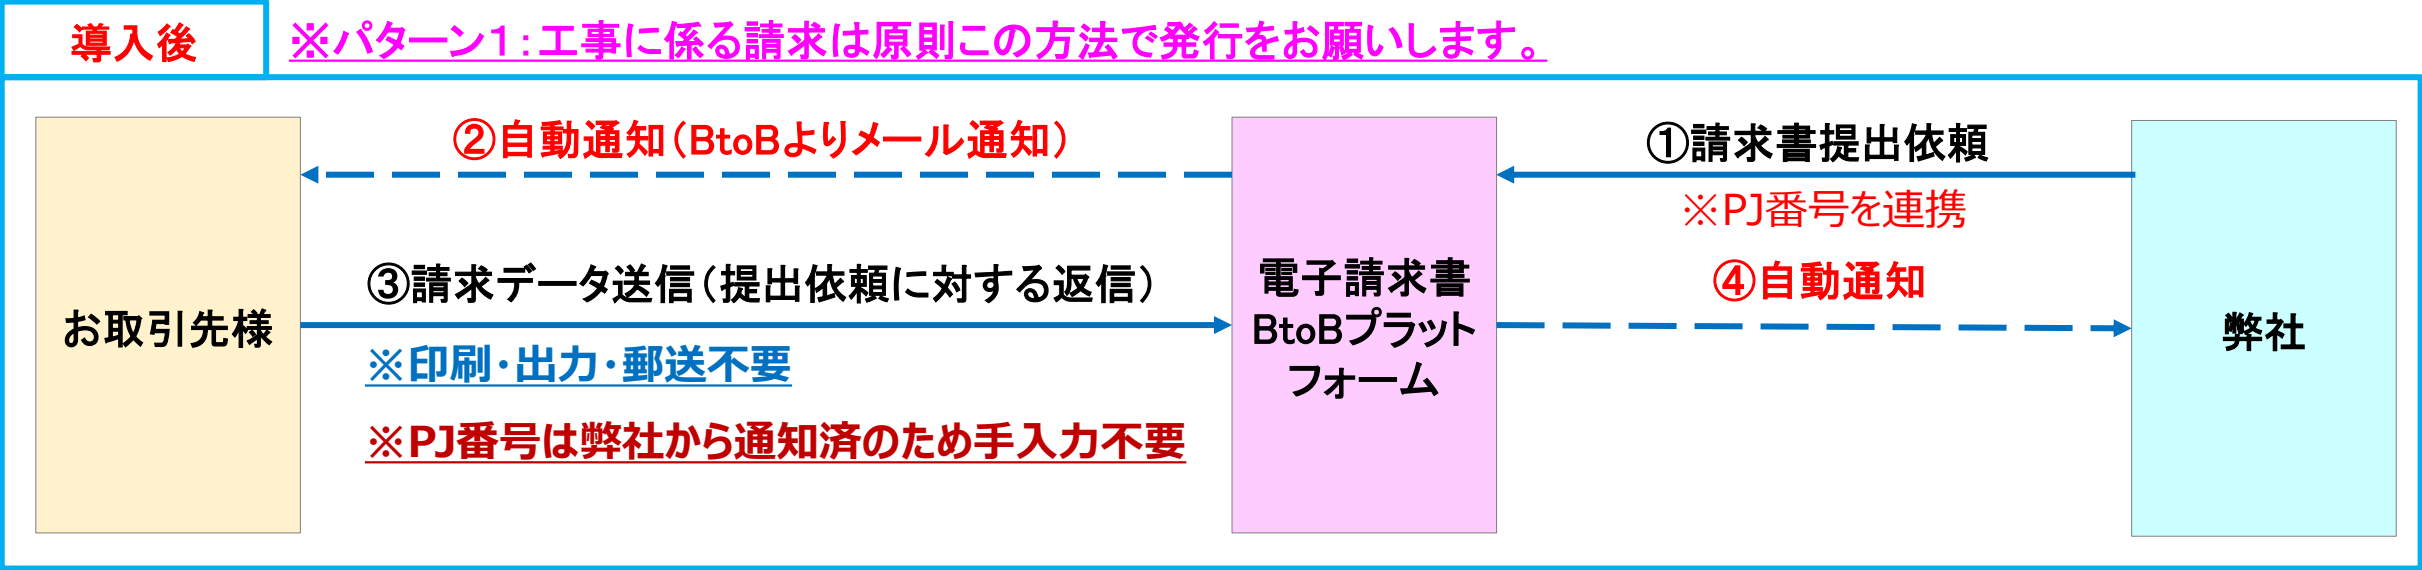 導入後
※パターン1：工事に係る請求は原則この方法で発行をお願いします。
②自動通知（BtoBよりメール通知）
①請求書提出依頼
※PJ番号を連携
③請求データ送信（提出依頼に対する返信）
④自動通知
お取引先様
電子請求書
BtoBプラット
フォーム
弊社
※印刷・出力・郵送不要
※PJ番号は弊社から通知済のため手入力不要